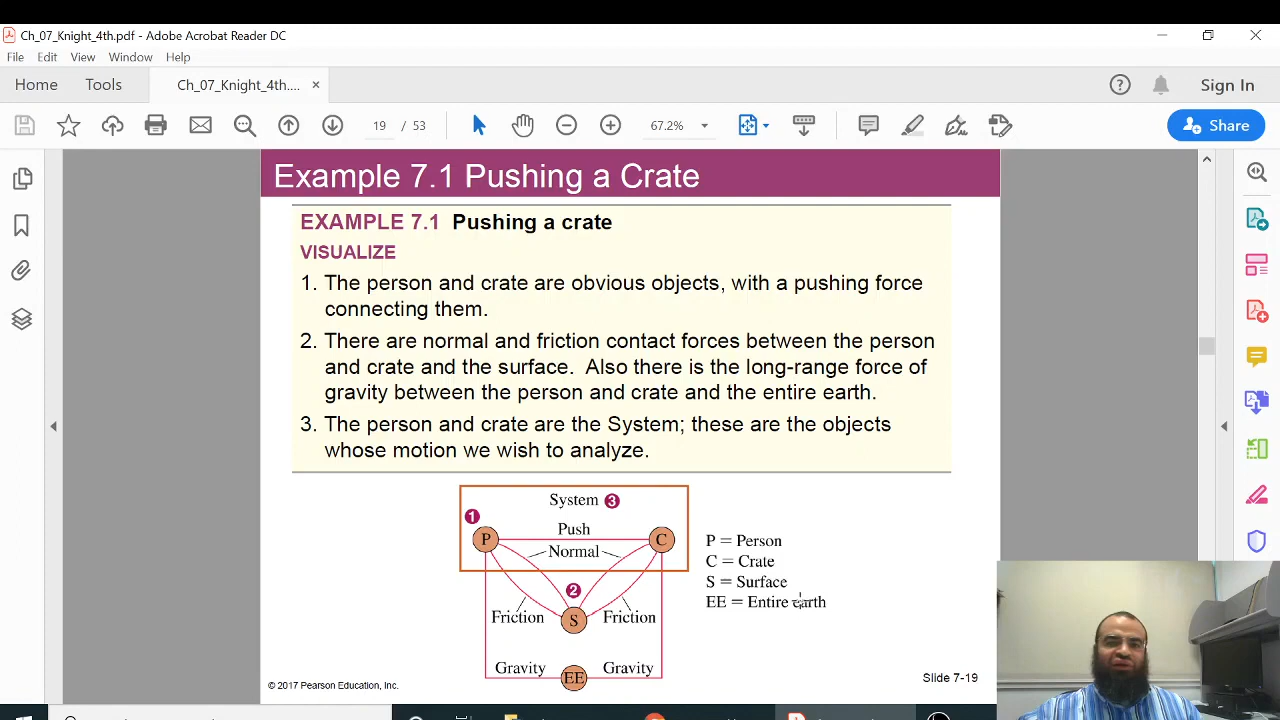 Ch_07_Knight_4th.pdf - Adobe Acrobat Reader DC
File Edit View Window Help
Home Tools Ch_07_Knight_4th.... × Sign In
19 / 53 67.2% Share
Example 7.1 Pushing a Crate
EXAMPLE 7.1 Pushing a crate
VISUALIZE
1. The person and crate are obvious objects, with a pushing force
connecting them.
2. There are normal and friction contact forces between the person
and crate and the surface. Also there is the long-range force of
gravity between the person and crate and the entire earth.
3. The person and crate are the System; these are the objects
whose motion we wish to analyze.
System 3
1
Push
P C
Normal
2
Friction S Friction
Gravity EE Gravity
P = Person
C = Crate
S = Surface
EE = Entire earth
© 2017 Pearson Education, Inc.
Slide 7-19